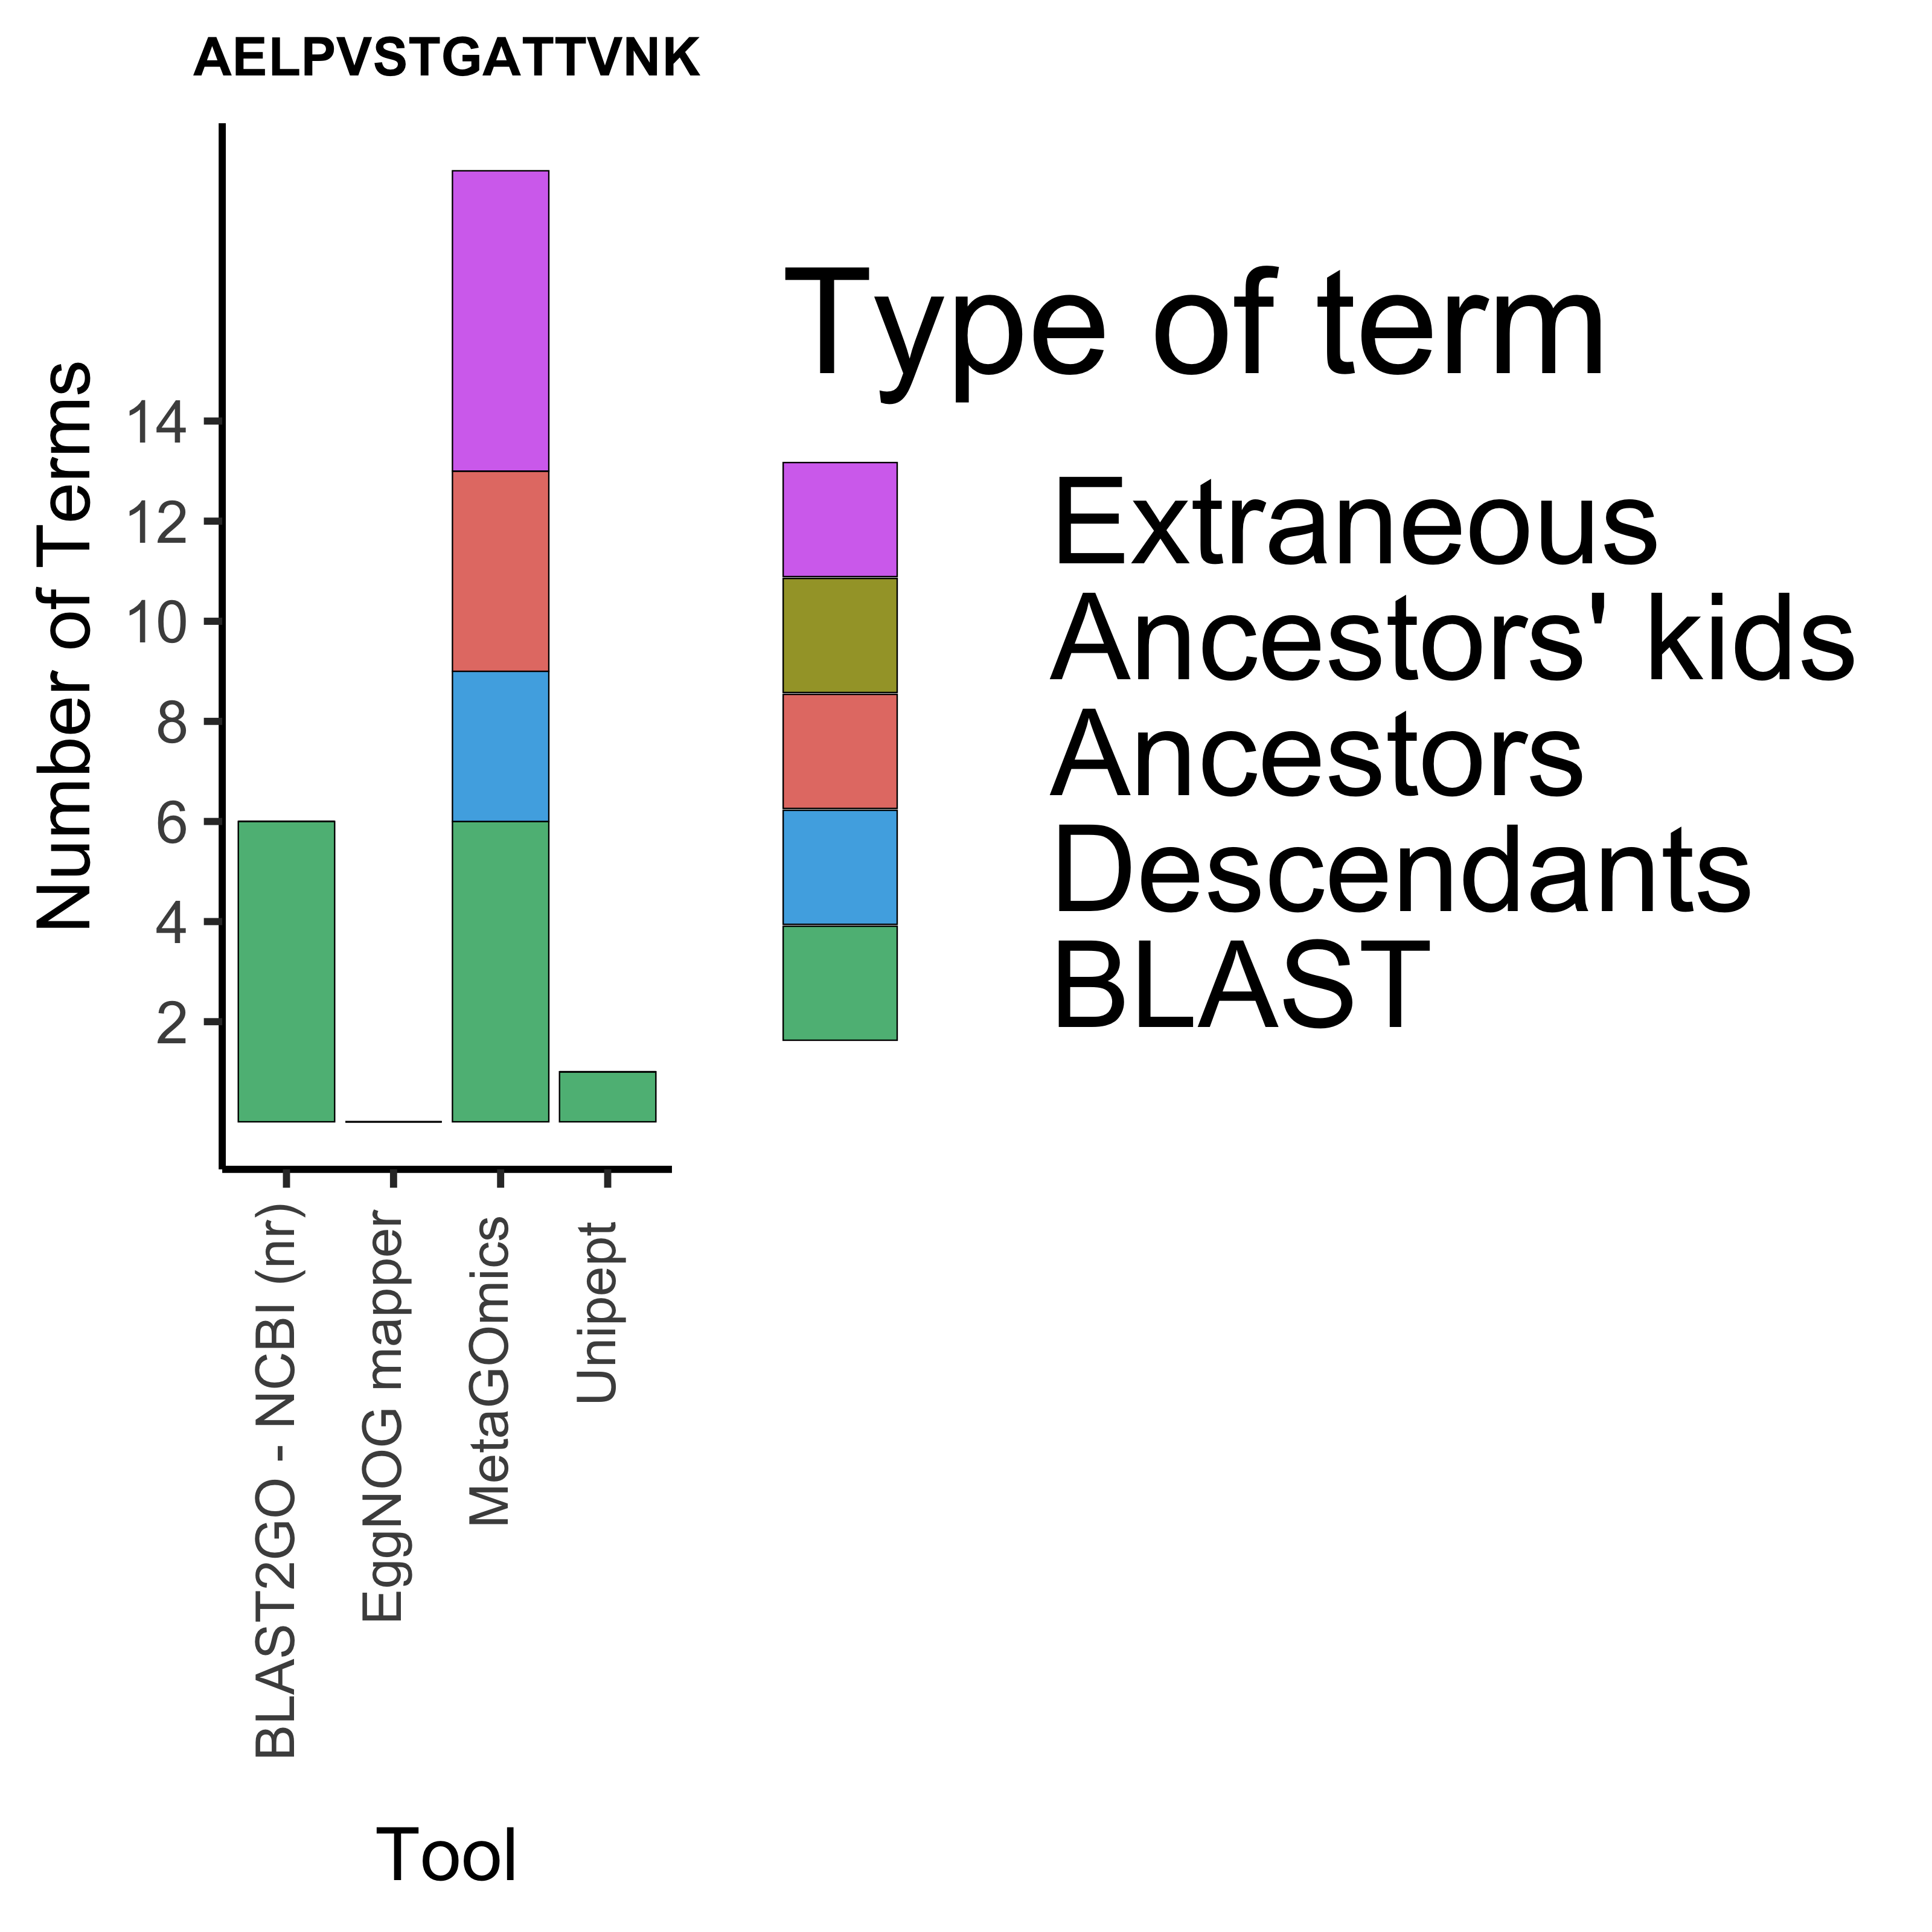 AELPVSTGATTVNK
Number of Terms
14
12
10
8
6
4
2
BLAST2GO - NCBI (nr)
EggNOG mapper
MetaGOmics
Unipept
Tool
Type of term
Extraneous
Ancestors' kids
Ancestors
Descendants
BLAST